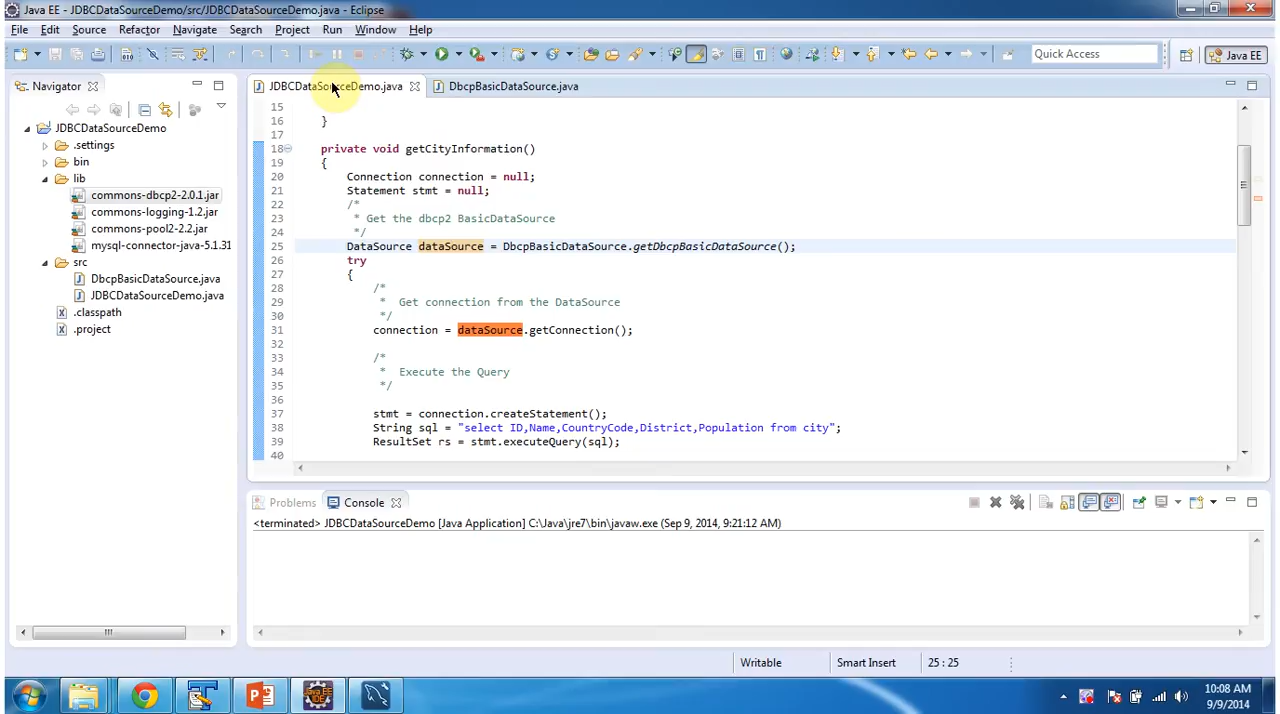 Java EE - JDBCDataSourceDemo/src/JDBCDataSourceDemo.java - Eclipse
File Edit Source Refactor Navigate Search Project Run Window Help
Quick Access
Java EE
Navigator
JDBCDataSourceDemo.java
DbcpBasicDataSource.java
JDBCDataSourceDemo
.settings
bin
lib
commons-dbcp2-2.0.1.jar
commons-logging-1.2.jar
commons-pool2-2.2.jar
mysql-connector-java-5.1.31
src
DbcpBasicDataSource.java
JDBCDataSourceDemo.java
.classpath
.project
15
16 }
17
18 private void getCityInformation()
19 {
20 Connection connection = null;
21 Statement stmt = null;
22 /*
23 * Get the dbcp2 BasicDataSource
24 */
25 DataSource dataSource = DbcpBasicDataSource.getDbcpBasicDataSource();
26 try
27 {
28 /*
29 * Get connection from the DataSource
30 */
31 connection = dataSource.getConnection();
32
33 /*
34 * Execute the Query
35 */
36
37 stmt = connection.createStatement();
38 String sql = "select ID,Name,CountryCode,District,Population from city";
39 ResultSet rs = stmt.executeQuery(sql);
40
Problems Console
<terminated> JDBCDataSourceDemo [Java Application] C:\Java\jre7\bin\javaw.exe (Sep 9, 2014, 9:21:12 AM)
Writable Smart Insert 25 : 25
Java EE
IDE
10:08 AM
9/9/2014